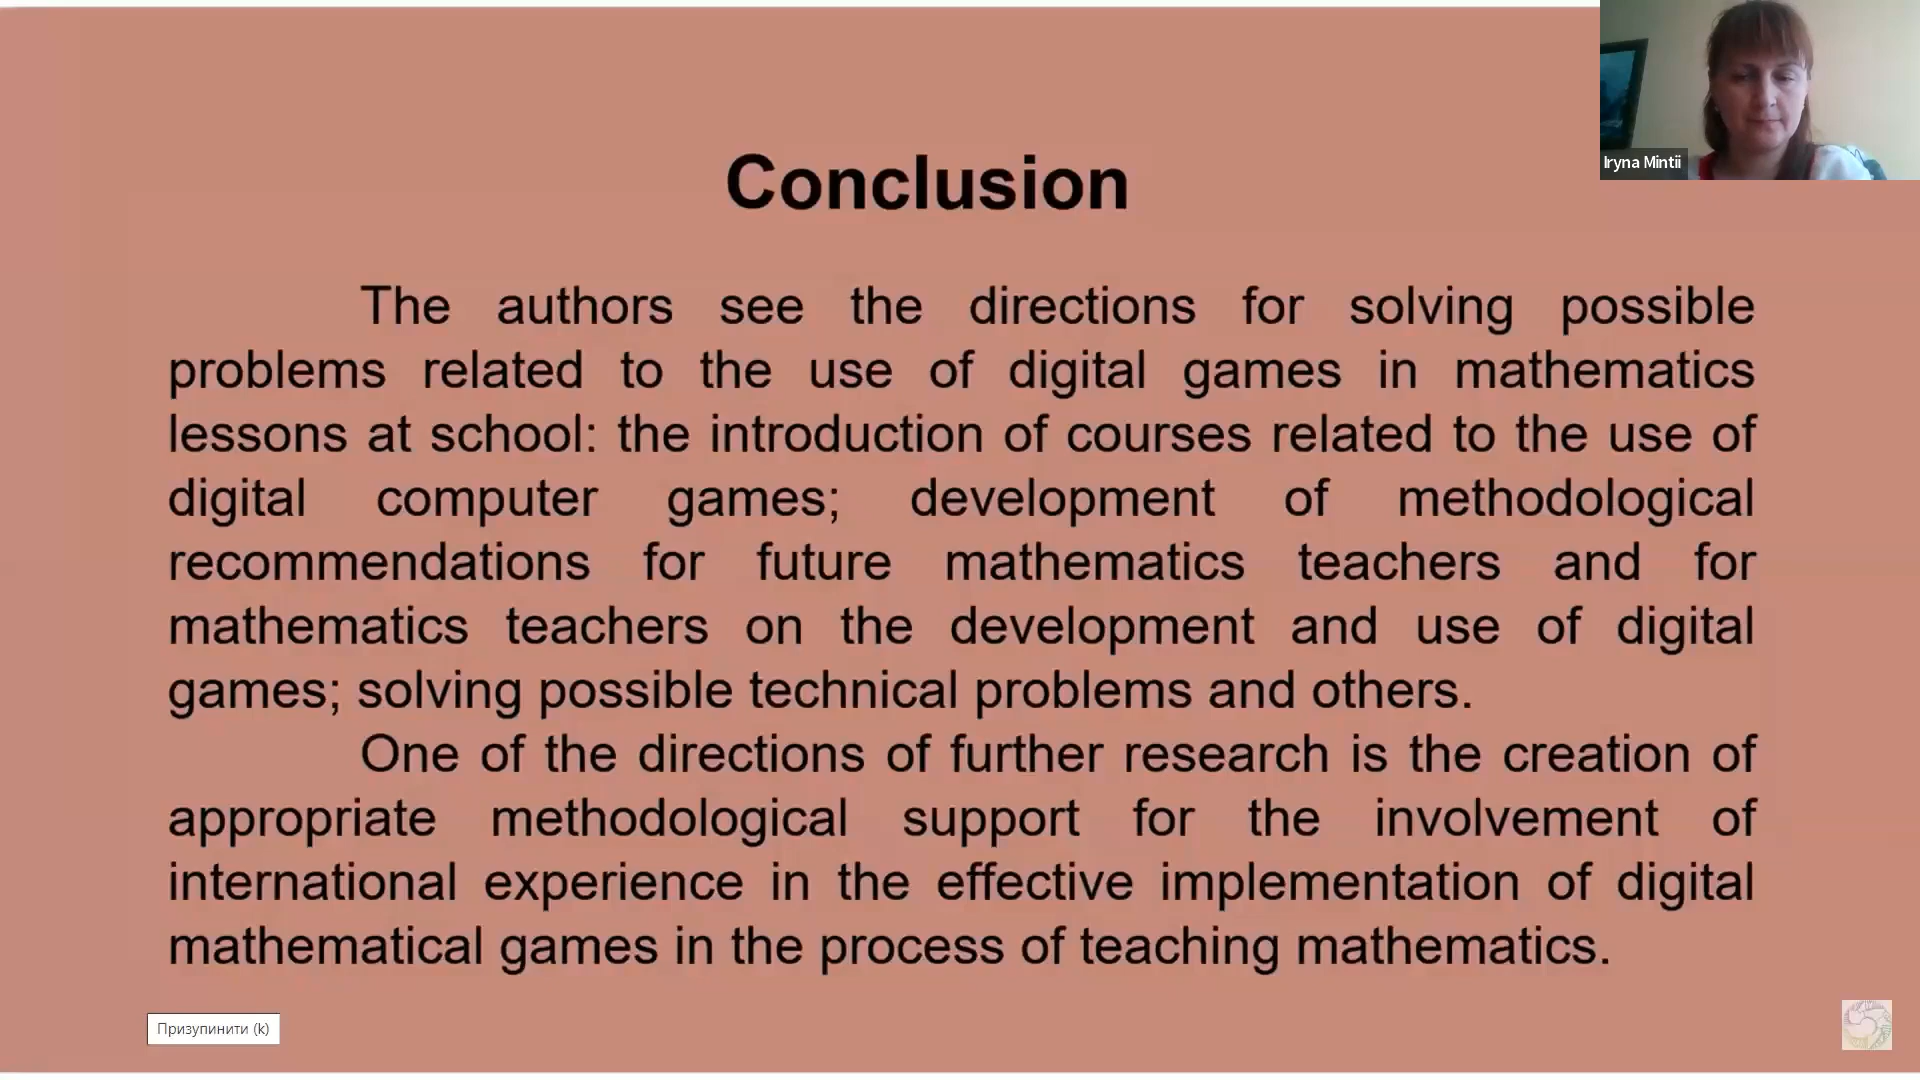 Iryna Mintii
Conclusion
The authors see the directions for solving possible
problems related to the use of digital games in mathematics
lessons at school: the introduction of courses related to the use of
digital computer games; development of methodological
recommendations for future mathematics teachers and for
mathematics teachers on the development and use of digital
games; solving possible technical problems and others.
One of the directions of further research is the creation of
appropriate methodological support for the involvement of
international experience in the effective implementation of digital
mathematical games in the process of teaching mathematics.
Призупинити (k)